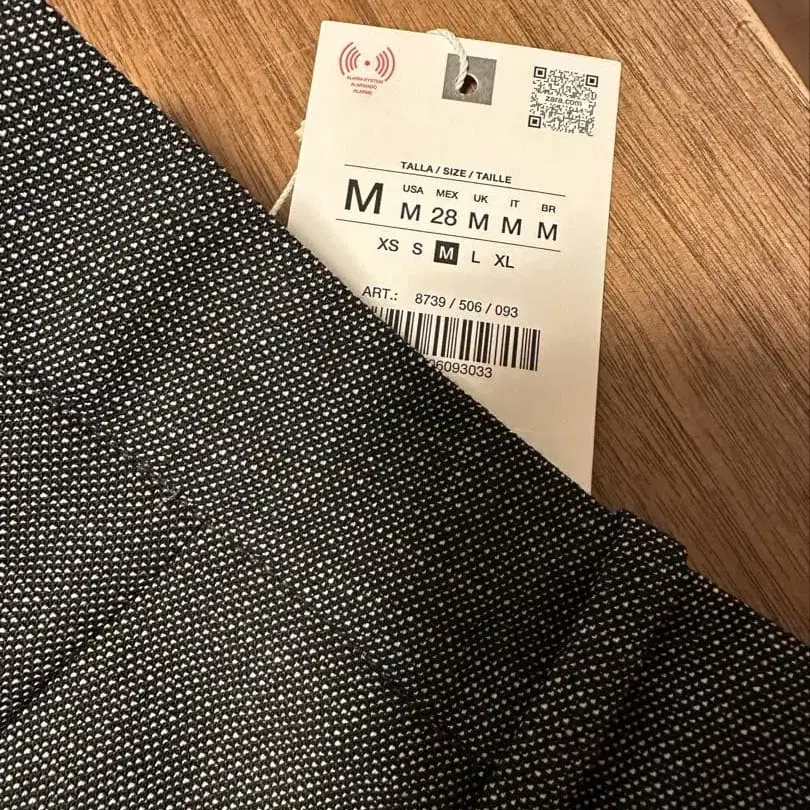 ALARM SYSTEM
ALARMADO
ALARME
zara.com
TALLA / SIZE / TAILLE
USA MEX UK IT BR
M M 28 M M M
XS S M L XL
ART.: 8739 / 506 / 093
6093033